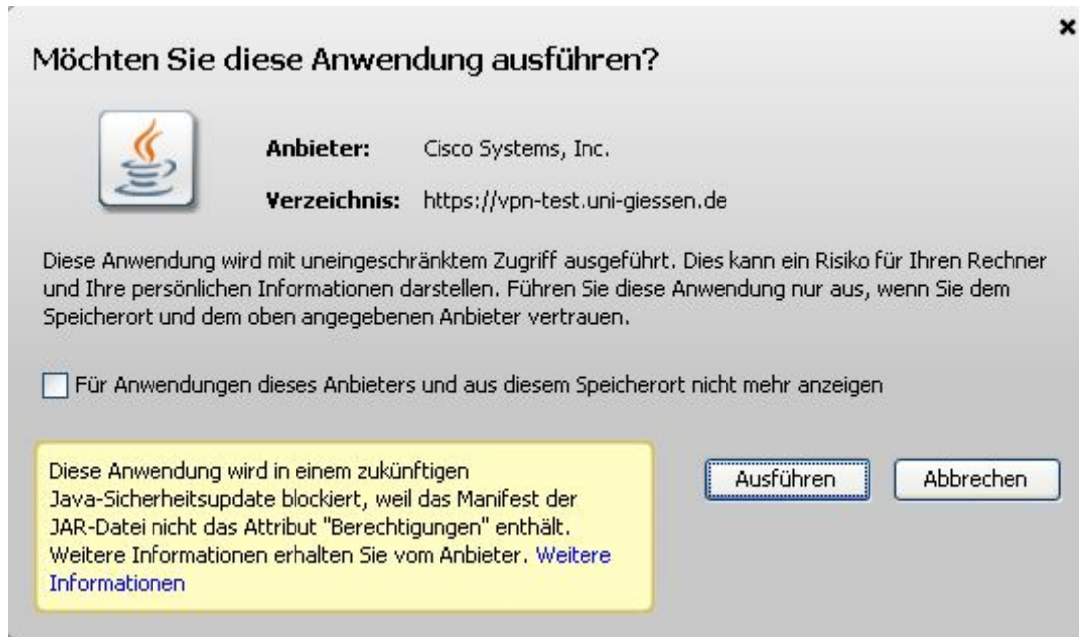 Möchten Sie diese Anwendung ausführen?
Anbieter: Cisco Systems, Inc.
Verzeichnis: https://vpn-test.uni-giessen.de
Diese Anwendung wird mit uneingeschränktem Zugriff ausgeführt. Dies kann ein Risiko für Ihren Rechner
und Ihre persönlichen Informationen darstellen. Führen Sie diese Anwendung nur aus, wenn Sie dem
Speicherort und dem oben angegebenen Anbieter vertrauen.
Für Anwendungen dieses Anbieters und aus diesem Speicherort nicht mehr anzeigen
Diese Anwendung wird in einem zukünftigen
Java-Sicherheitsupdate blockiert, weil das Manifest der
JAR-Datei nicht das Attribut "Berechtigungen" enthält.
Weitere Informationen erhalten Sie vom Anbieter. Weitere
Informationen
Ausführen Abbrechen